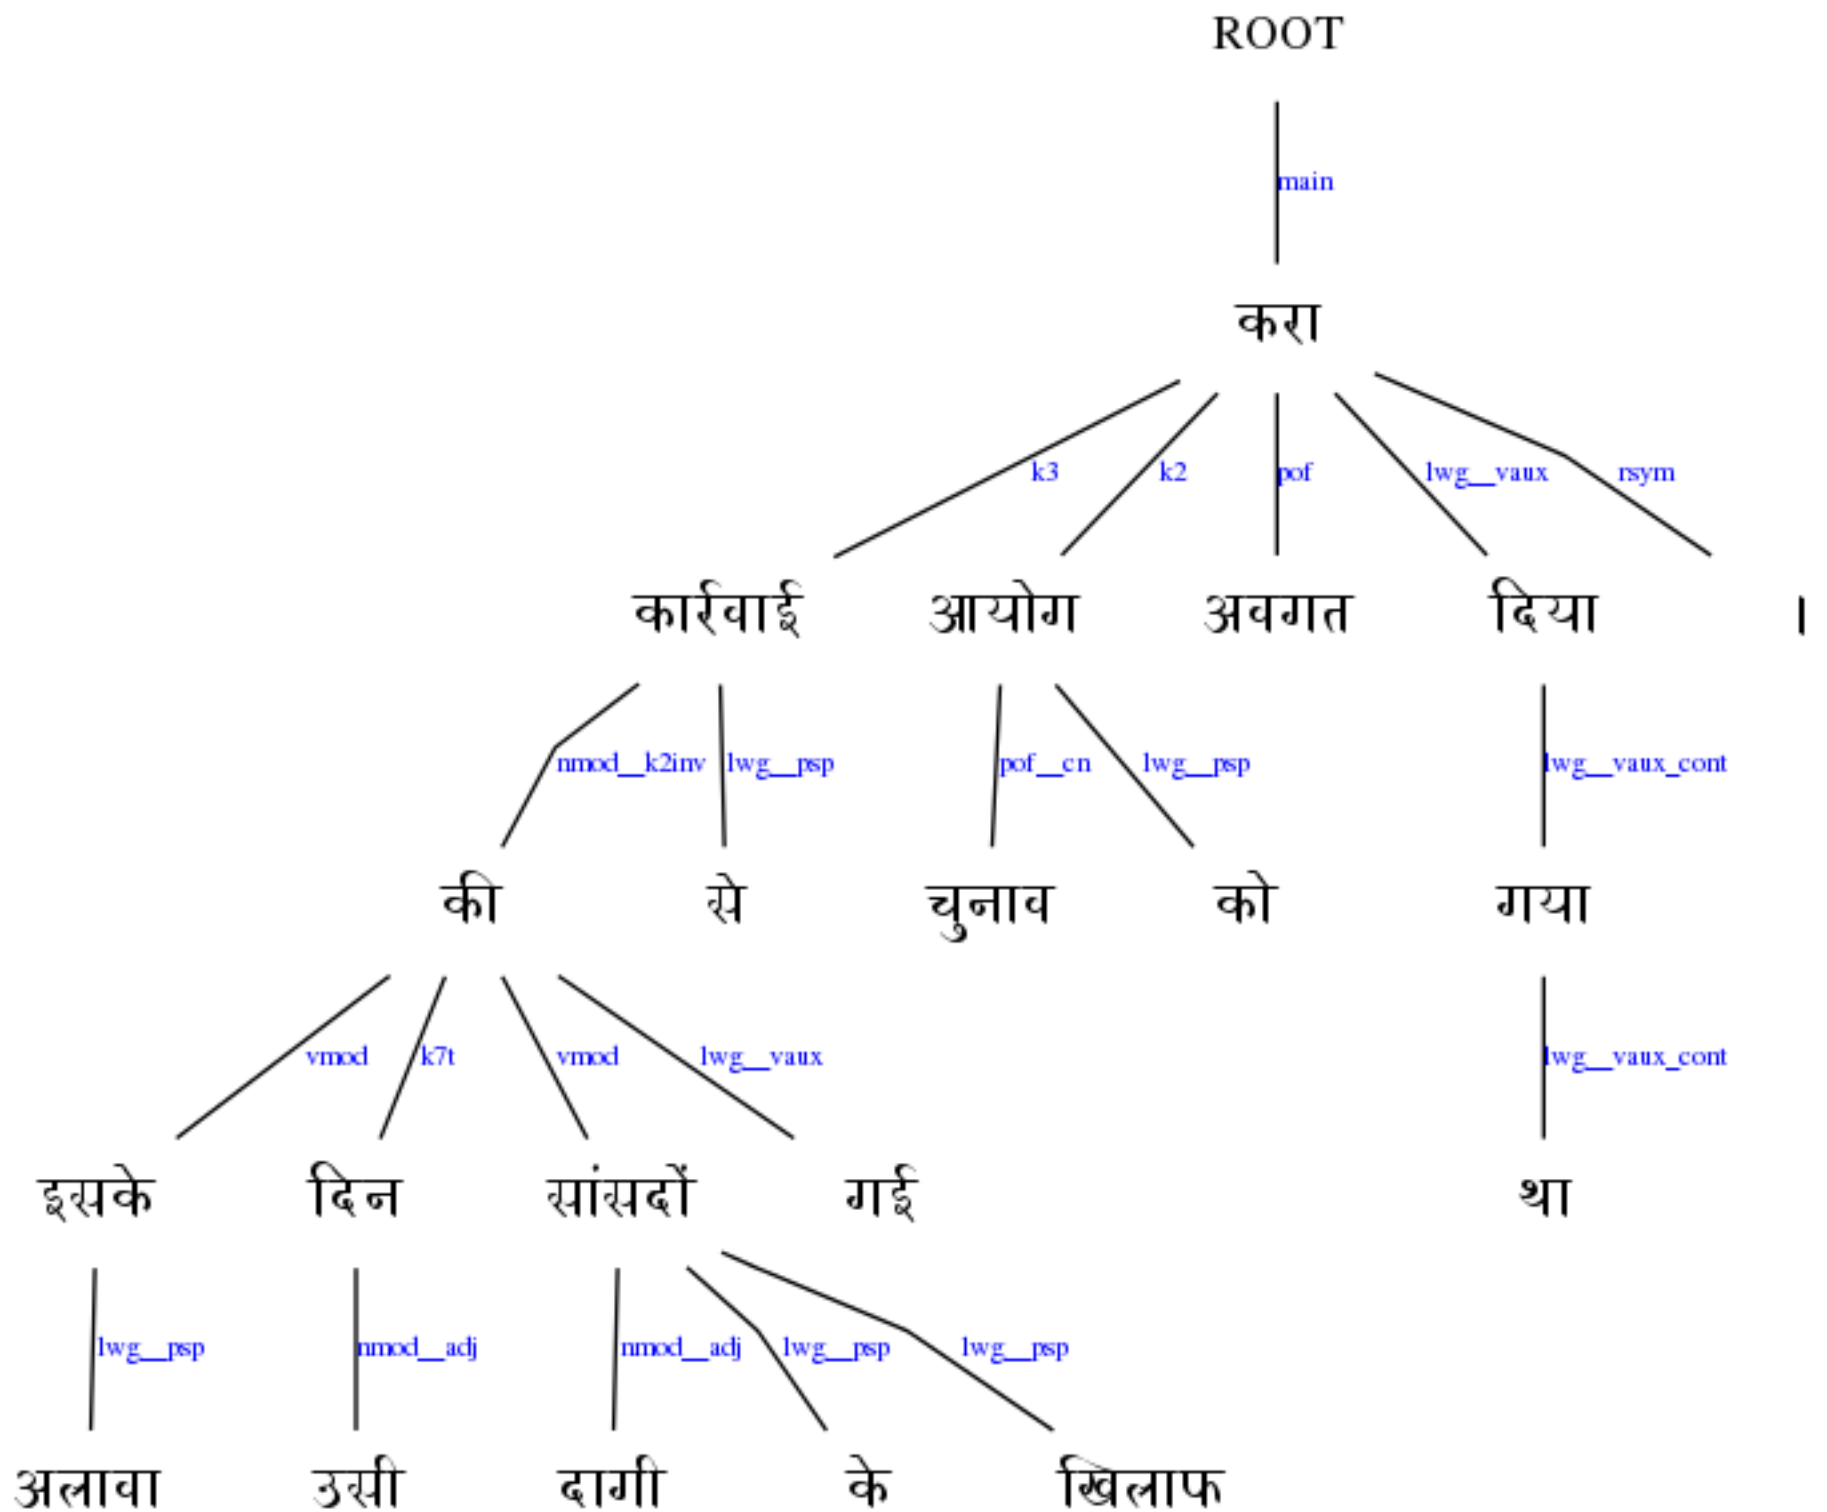 ROOT
main
करा
k3 k2 pof lwg__vaux rsym
कार्रवाई आयोग अवगत दिया ।
nmod__k2inv lwg__psp pof__cn lwg__psp lwg__vaux_cont
की से चुनाव को गया
vmod k7t vmod lwg__vaux lwg__vaux_cont
इसके दिन सांसदों गई था
lwg__psp nmod__adj nmod__adj lwg__psp lwg__psp
अलावा उसी दागी के खिलाफ